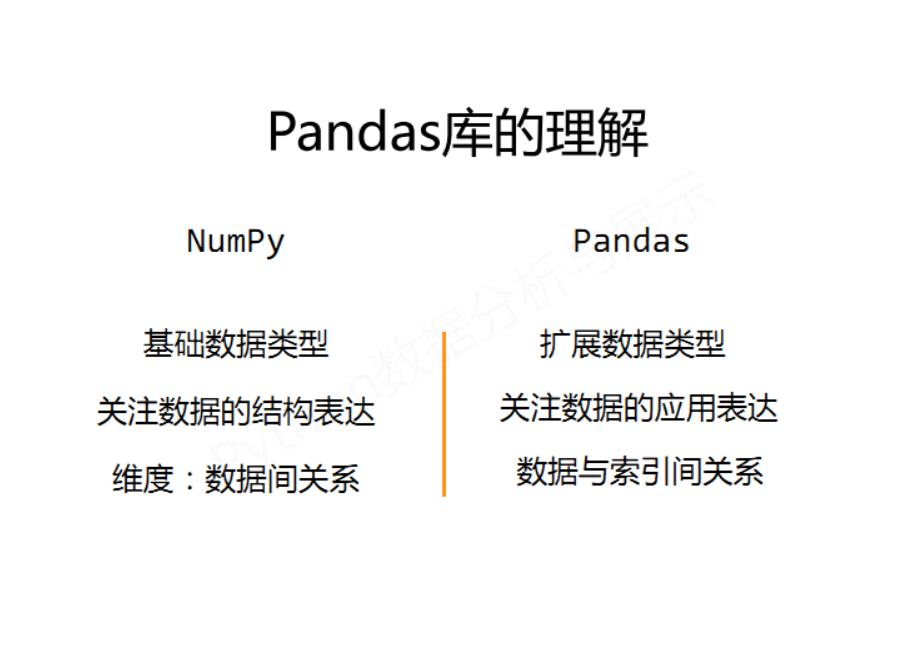 Pandas库的理解
NumPy
基础数据类型
关注数据的结构表达
维度：数据间关系
Pandas
扩展数据类型
关注数据的应用表达
数据与索引间关系
Python数据分析与展示